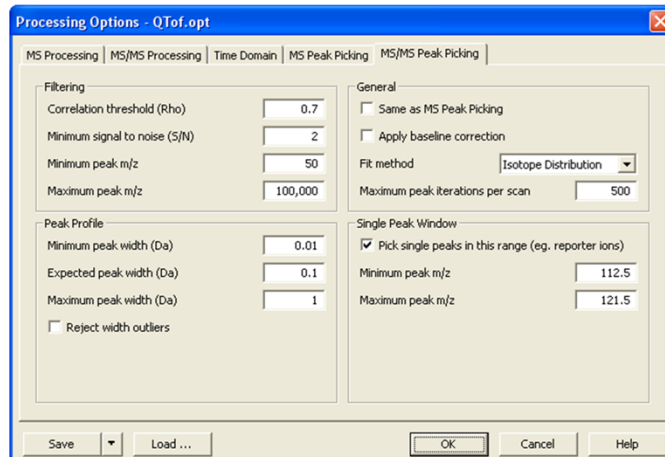 Processing Options - QTof.opt
MS Processing MS/MS Processing Time Domain MS Peak Picking MS/MS Peak Picking
Filtering
Correlation threshold (Rho) 0.7
Minimum signal to noise (S/N) 2
Minimum peak m/z 50
Maximum peak m/z 100,000
General
Same as MS Peak Picking
Apply baseline correction
Fit method Isotope Distribution
Maximum peak iterations per scan 500
Peak Profile
Minimum peak width (Da) 0.01
Expected peak width (Da) 0.1
Maximum peak width (Da) 1
Reject width outliers
Single Peak Window
Pick single peaks in this range (eg. reporter ions)
Minimum peak m/z 112.5
Maximum peak m/z 121.5
Save Load ... OK Cancel Help